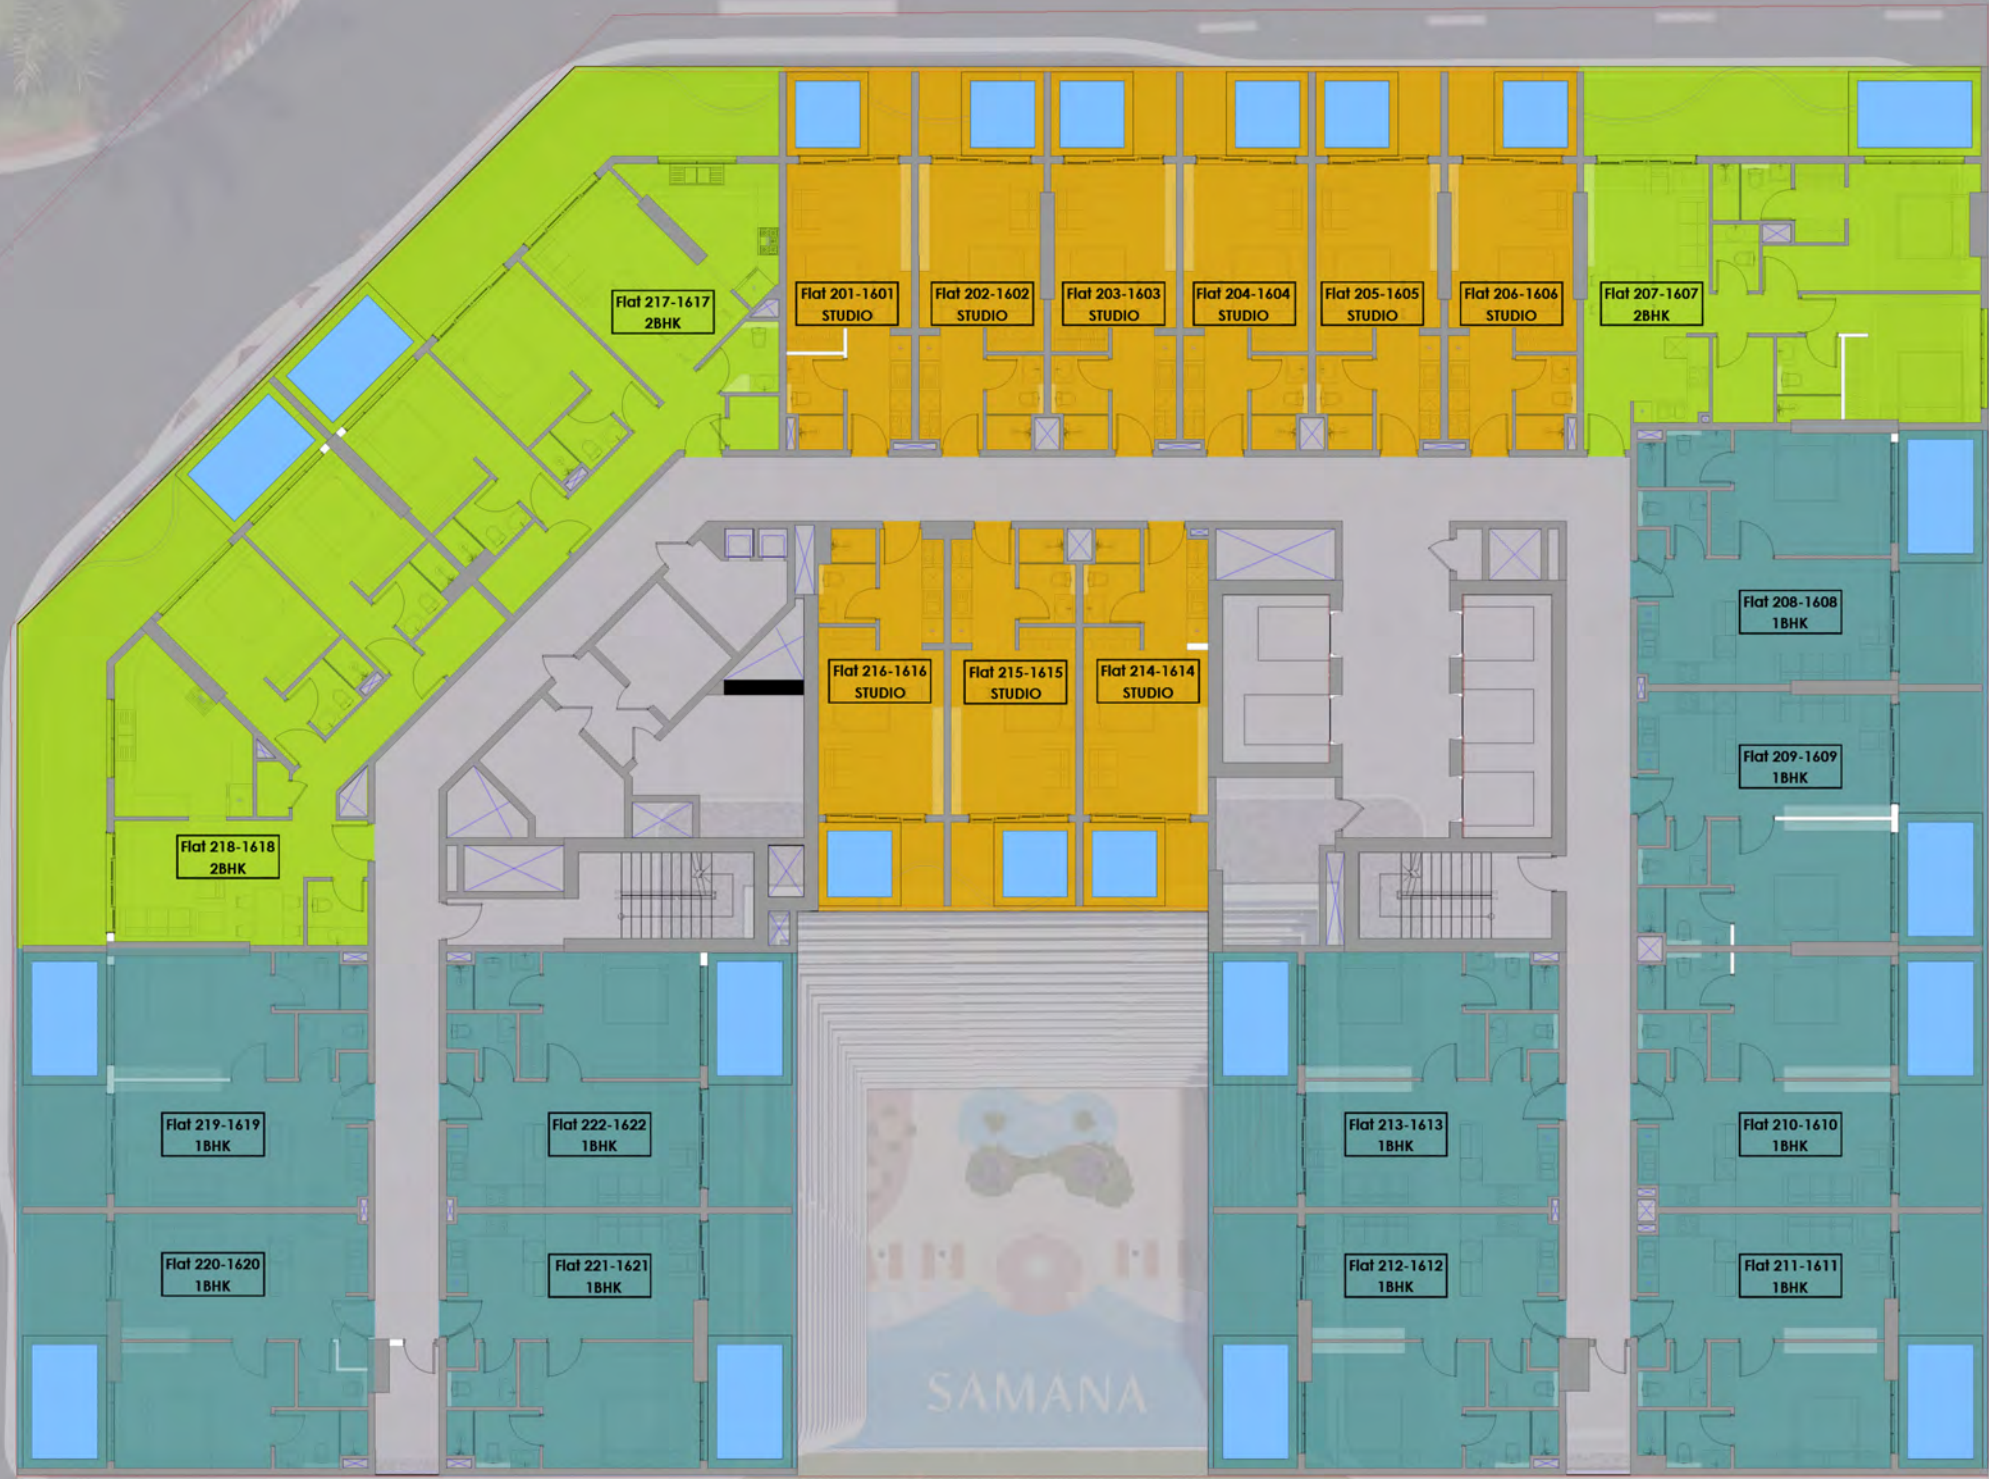 Flat 217-1617
2BHK
Flat 201-1601
STUDIO
Flat 202-1602
STUDIO
Flat 203-1603
STUDIO
Flat 204-1604
STUDIO
Flat 205-1605
STUDIO
Flat 206-1606
STUDIO
Flat 207-1607
2BHK
Flat 208-1608
1BHK
Flat 216-1616
STUDIO
Flat 215-1615
STUDIO
Flat 214-1614
STUDIO
Flat 209-1609
1BHK
Flat 218-1618
2BHK
Flat 219-1619
1BHK
Flat 222-1622
1BHK
Flat 213-1613
1BHK
Flat 210-1610
1BHK
Flat 220-1620
1BHK
Flat 221-1621
1BHK
Flat 212-1612
1BHK
Flat 211-1611
1BHK
SAMANA